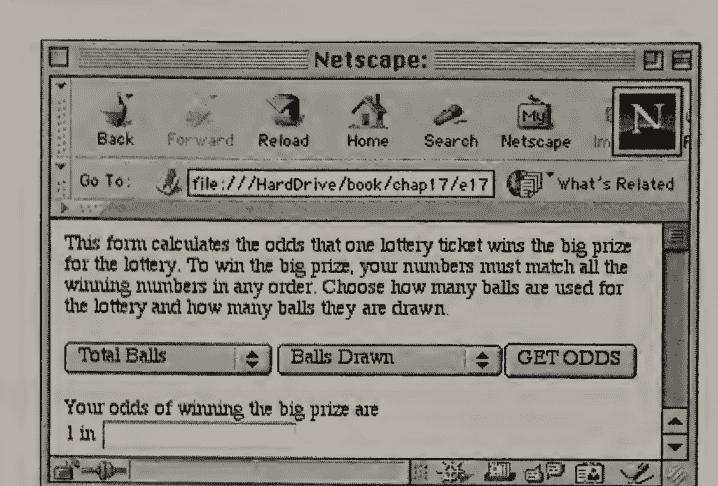 Netscape:
Back Forward Reload Home Search Netscape Im
My
N
Go To: file:///HardDrive/book/chap17/e17 What's Related
This form calculates the odds that one lottery ticket wins the big prize
for the lottery. To win the big prize, your numbers must match all the
winning numbers in any order. Choose how many balls are used for
the lottery and how many balls they are drawn.
Total Balls Balls Drawn GET ODDS
Your odds of winning the big prize are
1 in